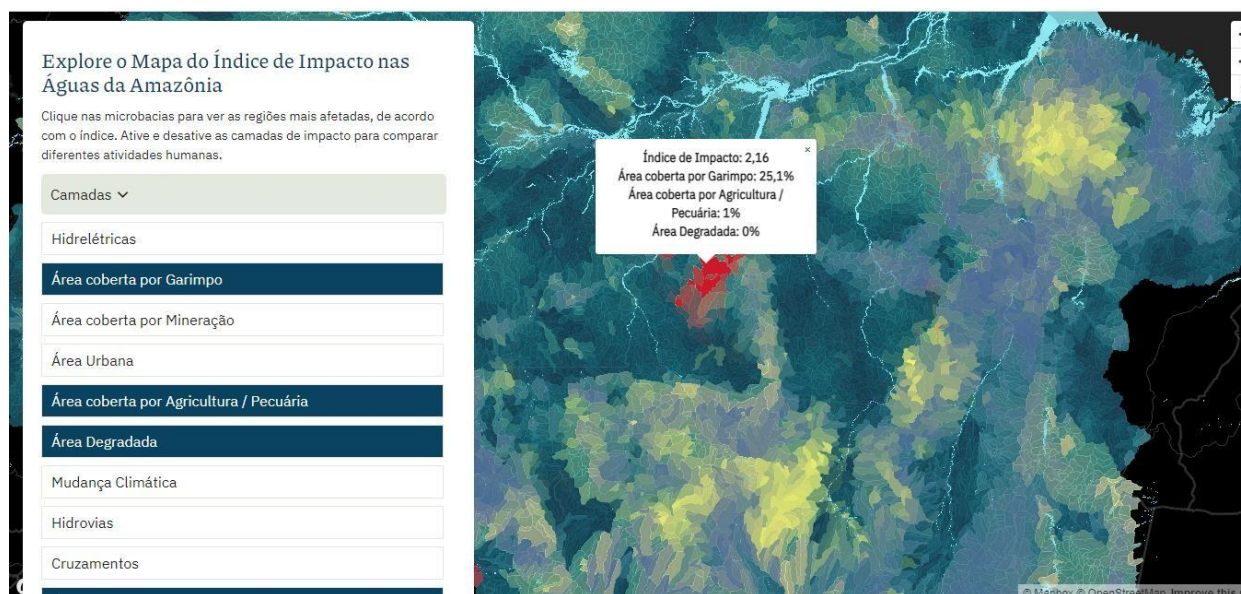 Explore o Mapa do Índice de Impacto nas
Águas da Amazônia
Clique nas microbacias para ver as regiões mais afetadas, de acordo
com o índice. Ative e desative as camadas de impacto para comparar
diferentes atividades humanas.
Camadas
Hidrelétricas
Área coberta por Garimpo
Área coberta por Mineração
Área Urbana
Área coberta por Agricultura / Pecuária
Área Degradada
Mudança Climática
Hidrovias
Cruzamentos
×
Índice de Impacto: 2,16
Área coberta por Garimpo: 25,1%
Área coberta por Agricultura /
Pecuária: 1%
Área Degradada: 0%
© Mapbox © OpenStreetMap Improve this